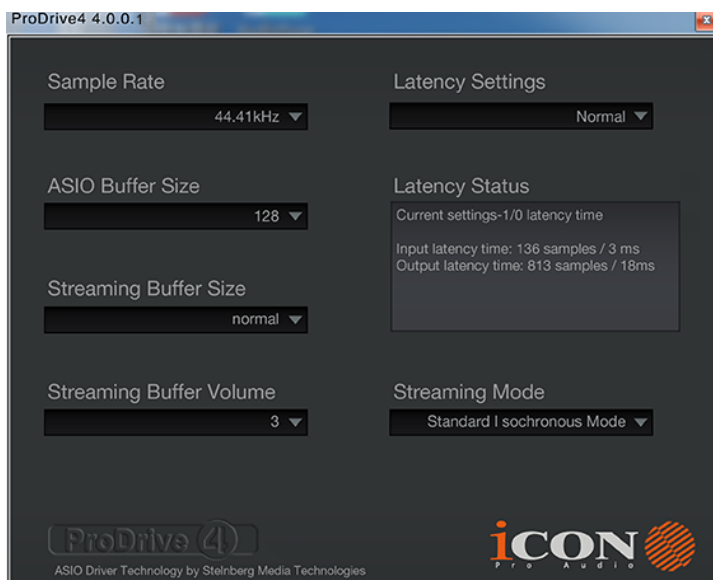 ProDrive4 4.0.0.1
Sample Rate
44.41kHz
ASIO Buffer Size
128
Streaming Buffer Size
normal
Streaming Buffer Volume
3
Latency Settings
Normal
Latency Status
Current settings-1/0 latency time
Input latency time: 136 samples / 3 ms
Output latency time: 813 samples / 18ms
Streaming Mode
Standard I sochronous Mode
ProDrive 4
ASIO Driver Technology by Steinberg Media Technologies
iCON
Pro Audio